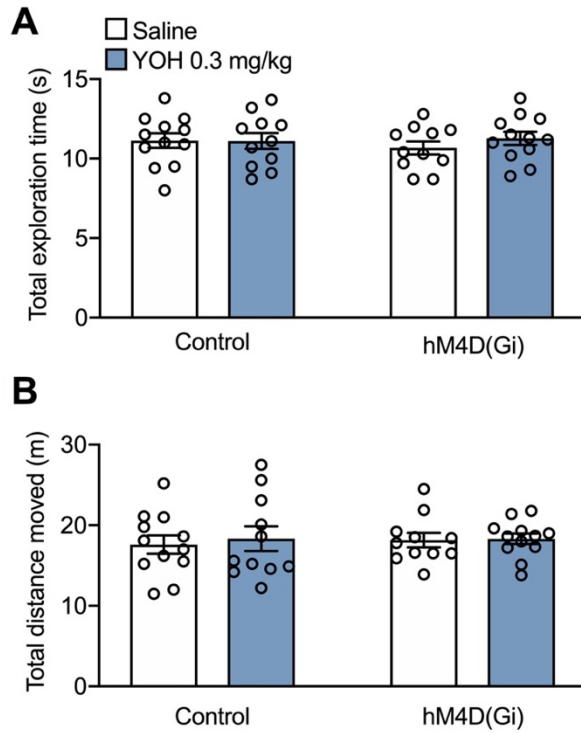 A
Saline
YOH 0.3 mg/kg
Total exploration time (s)
15
10
5
0
Control hM4D(Gi)
B
Total distance moved (m)
30
20
10
0
Control hM4D(Gi)